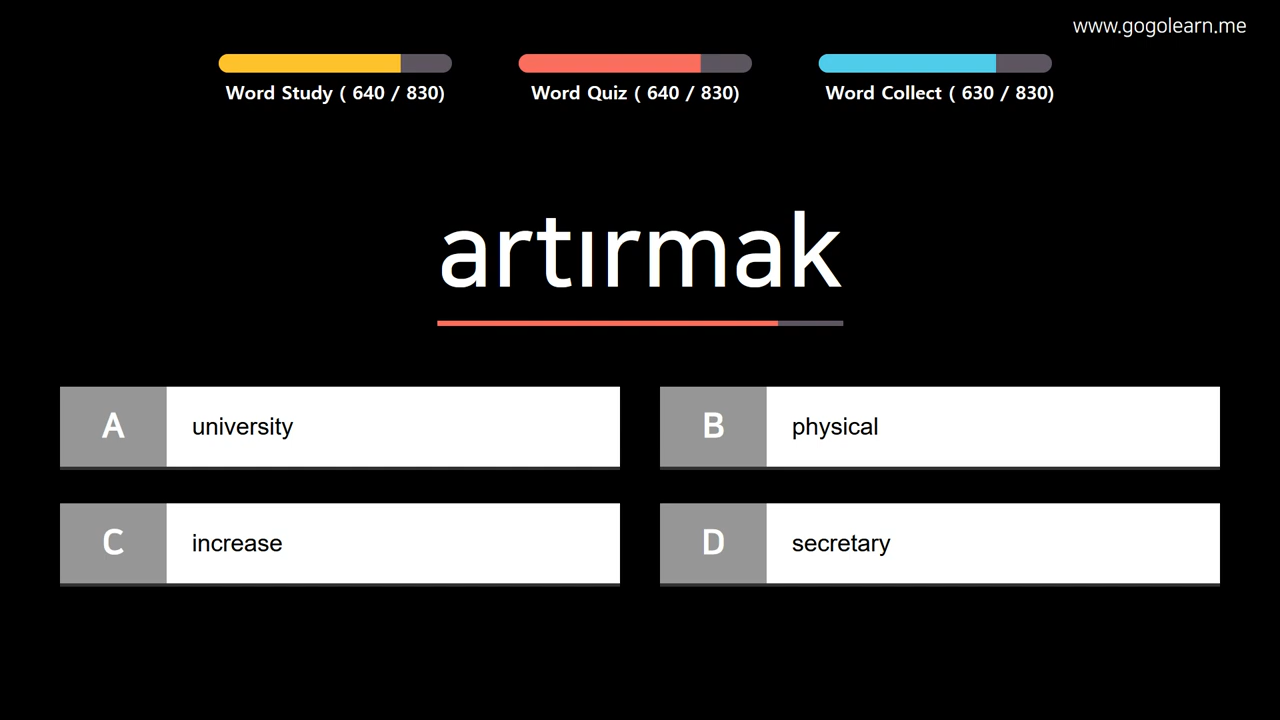 www.gogolearn.me
Word Study ( 640 / 830)
Word Quiz ( 640 / 830)
Word Collect ( 630 / 830)
artırmak
A university
B physical
C increase
D secretary